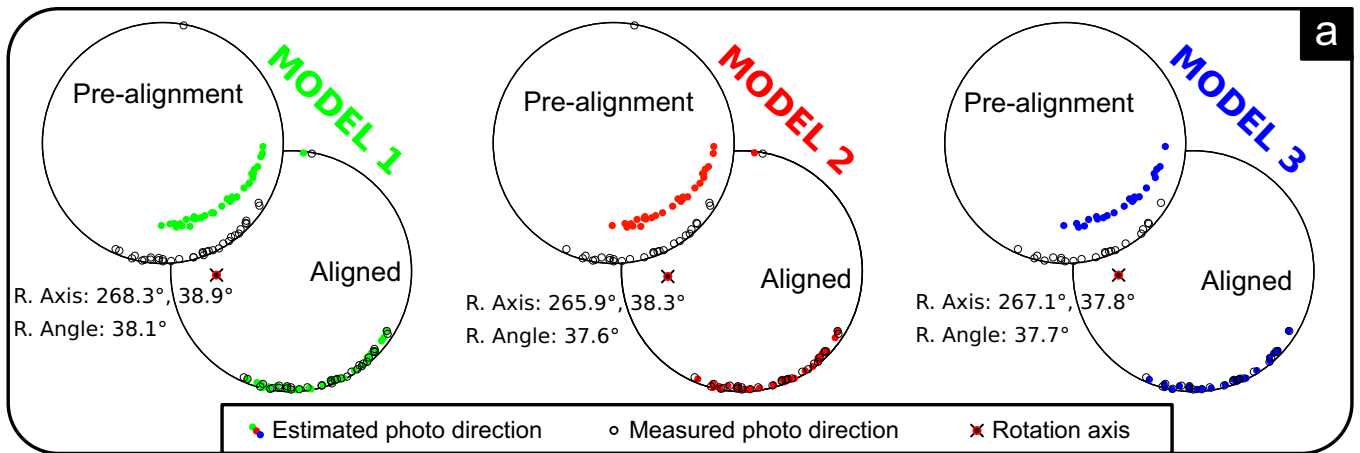 a
Pre-alignment
MODEL 1
Aligned
R. Axis: 268.3°, 38.9°
R. Angle: 38.1°
Pre-alignment
MODEL 2
Aligned
R. Axis: 265.9°, 38.3°
R. Angle: 37.6°
Pre-alignment
MODEL 3
Aligned
R. Axis: 267.1°, 37.8°
R. Angle: 37.7°
Estimated photo direction
Measured photo direction
Rotation axis